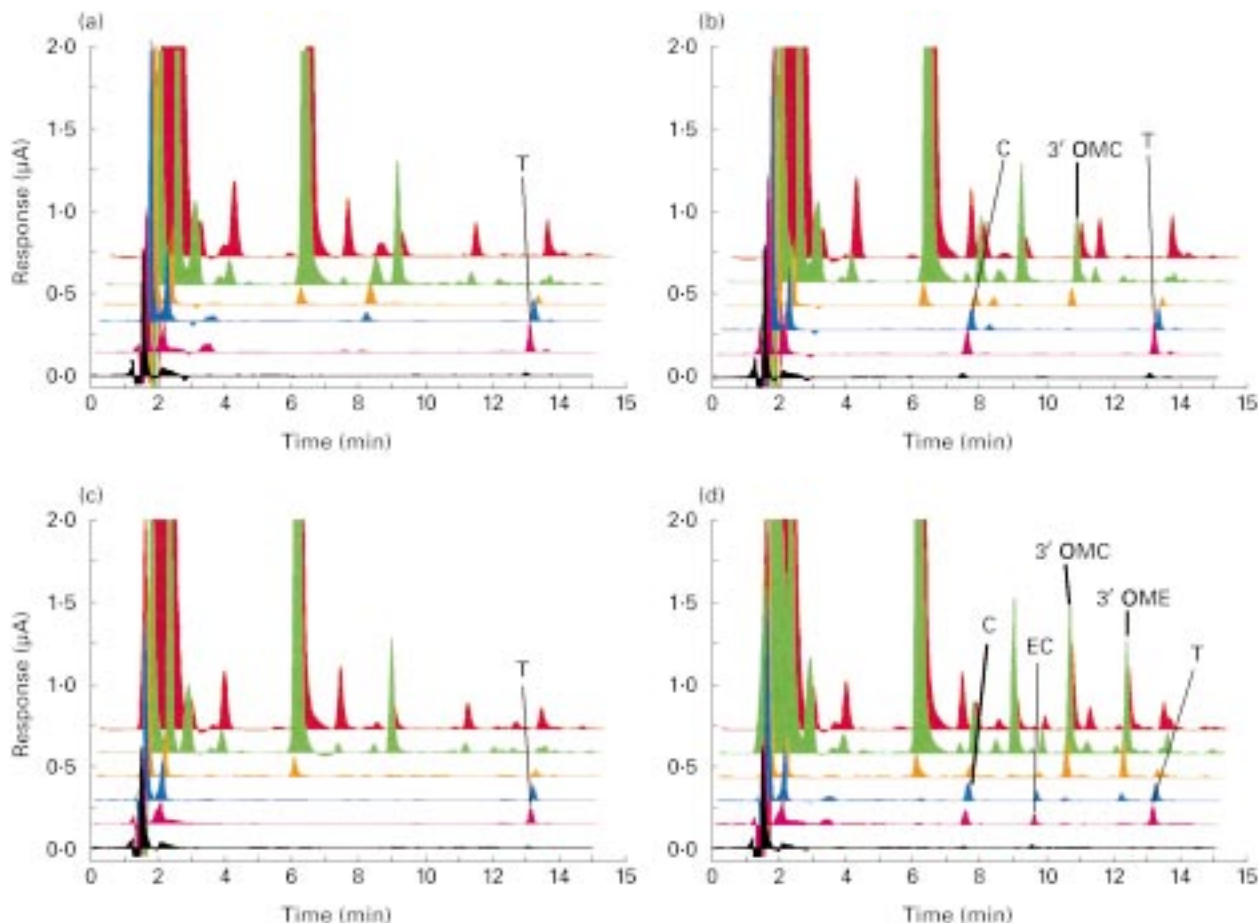 (a)
2·0
1·5
1·0
0·5
0·0
Response (μA)
T
0 2 4 6 8 10 12 14 15
Time (min)
(b)
2·0
1·5
1·0
0·5
0·0
C
3′ OMC
T
0 2 4 6 8 10 12 14 15
Time (min)
(c)
2·0
1·5
1·0
0·5
0·0
Response (μA)
T
0 2 4 6 8 10 12 14 15
Time (min)
(d)
2·0
1·5
1·0
0·5
0·0
C
EC
3′ OMC
3′ OME
T
0 2 4 6 8 10 12 14 15
Time (min)